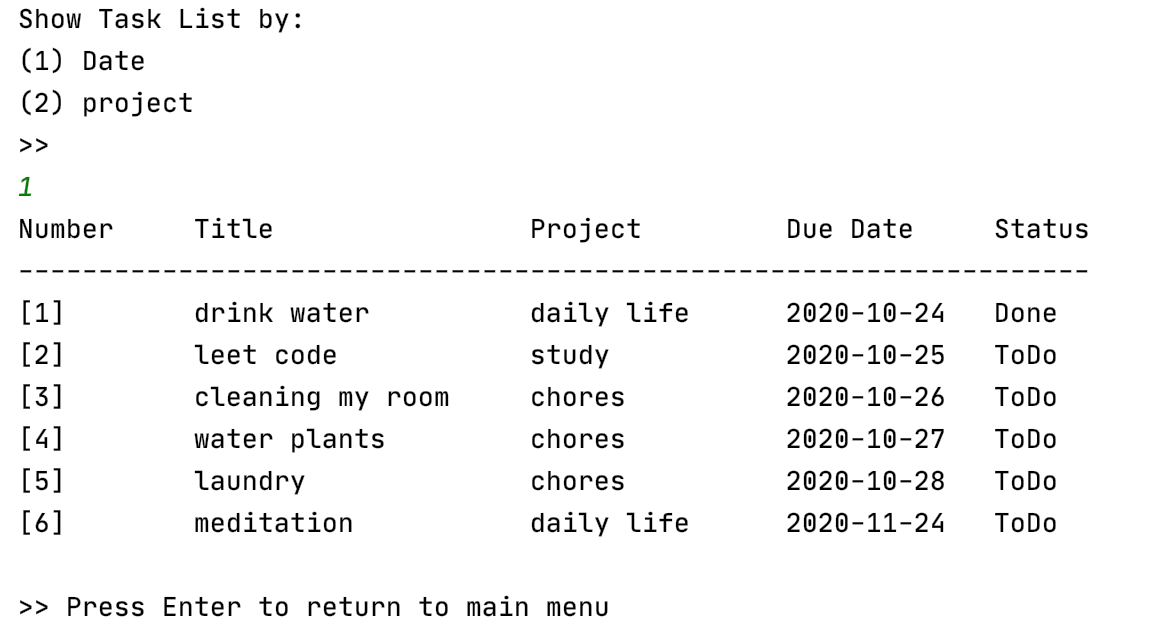 Show Task List by:
(1) Date
(2) project
>>
1
Number     Title                Project         Due Date     Status
-------------------------------------------------------------------
[1]        drink water          daily life      2020-10-24   Done
[2]        leet code            study           2020-10-25   ToDo
[3]        cleaning my room     chores          2020-10-26   ToDo
[4]        water plants         chores          2020-10-27   ToDo
[5]        laundry              chores          2020-10-28   ToDo
[6]        meditation           daily life      2020-11-24   ToDo
>> Press Enter to return to main menu